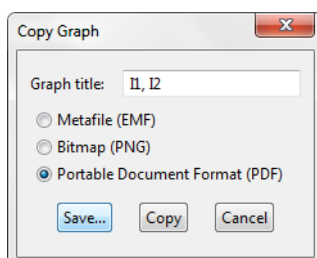 Copy Graph
Graph title: I1, I2
Metafile (EMF)
Bitmap (PNG)
Portable Document Format (PDF)
Save... Copy Cancel